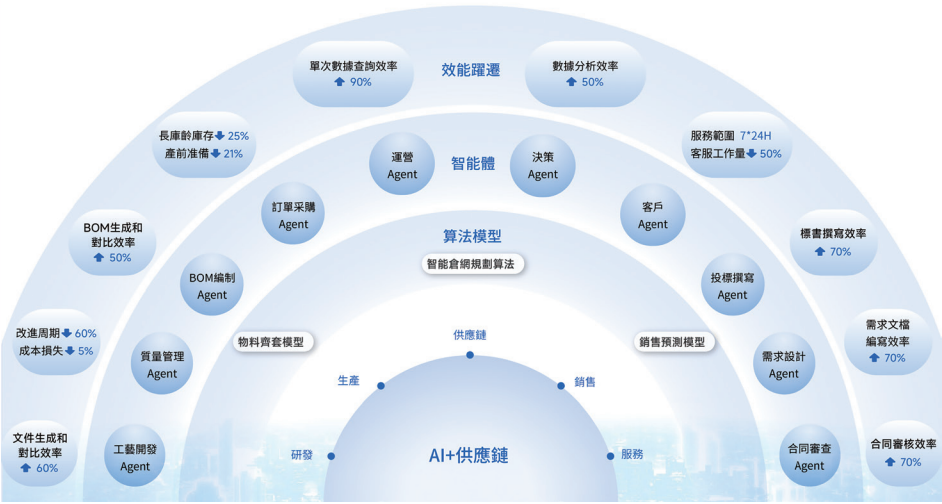 效能躍遷
單次數據查詢效率
⬆ 90%
數據分析效率
⬆ 50%
長庫齡庫存⬇25%
產前准備⬇21%
服務範圍 7*24H
客服工作量⬇50%
BOM生成和
對比效率
⬆ 50%
標書撰寫效率
⬆ 70%
改進周期⬇60%
成本損失⬇5%
需求文檔
編寫效率
⬆ 70%
文件生成和
對比效率
⬆ 60%
合同審核效率
⬆ 70%
智能體
運營
Agent
決策
Agent
訂單采購
Agent
客戶
Agent
BOM編制
Agent
投標撰寫
Agent
質量管理
Agent
需求設計
Agent
工藝開發
Agent
合同審查
Agent
算法模型
智能倉網規劃算法
物料齊套模型
銷售預測模型
供應鏈
生產
銷售
研發
服務
AI+供應鏈